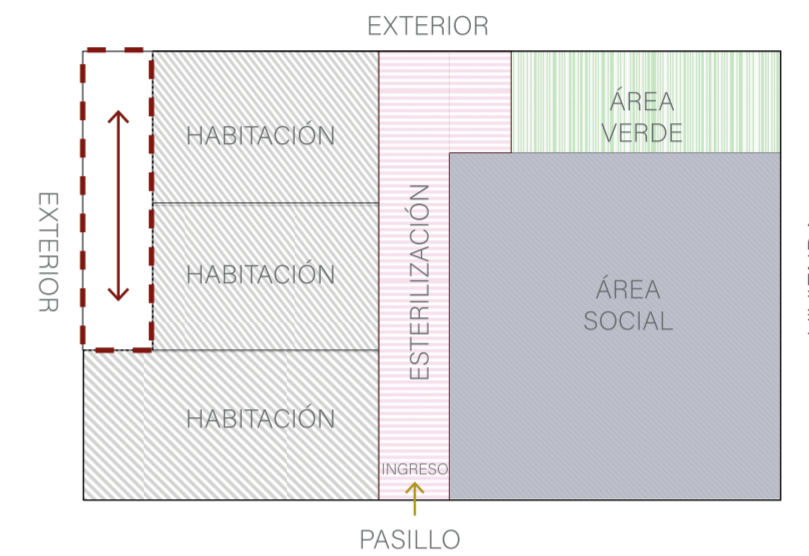 EXTERIOR
HABITACIÓN
ÁREA
VERDE
EXTERIOR
HABITACIÓN
ESTERILIZACIÓN
ÁREA
SOCIAL
HABITACIÓN
INGRESO
PASILLO